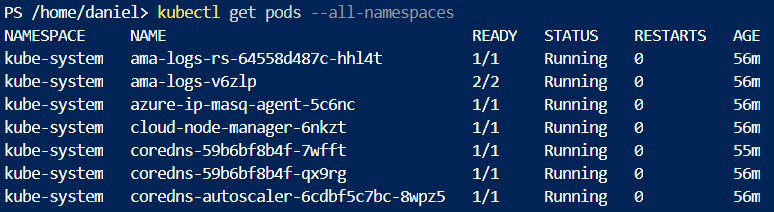 PS /home/daniel> kubectl get pods --all-namespaces
NAMESPACE NAME READY STATUS RESTARTS AGE
kube-system ama-logs-rs-64558d487c-hhl4t 1/1 Running 0 56m
kube-system ama-logs-v6zlp 2/2 Running 0 56m
kube-system azure-ip-masq-agent-5c6nc 1/1 Running 0 56m
kube-system cloud-node-manager-6nkzt 1/1 Running 0 56m
kube-system coredns-59b6bf8b4f-7wfft 1/1 Running 0 55m
kube-system coredns-59b6bf8b4f-qx9rg 1/1 Running 0 56m
kube-system coredns-autoscaler-6cdbf5c7bc-8wpz5 1/1 Running 0 56m